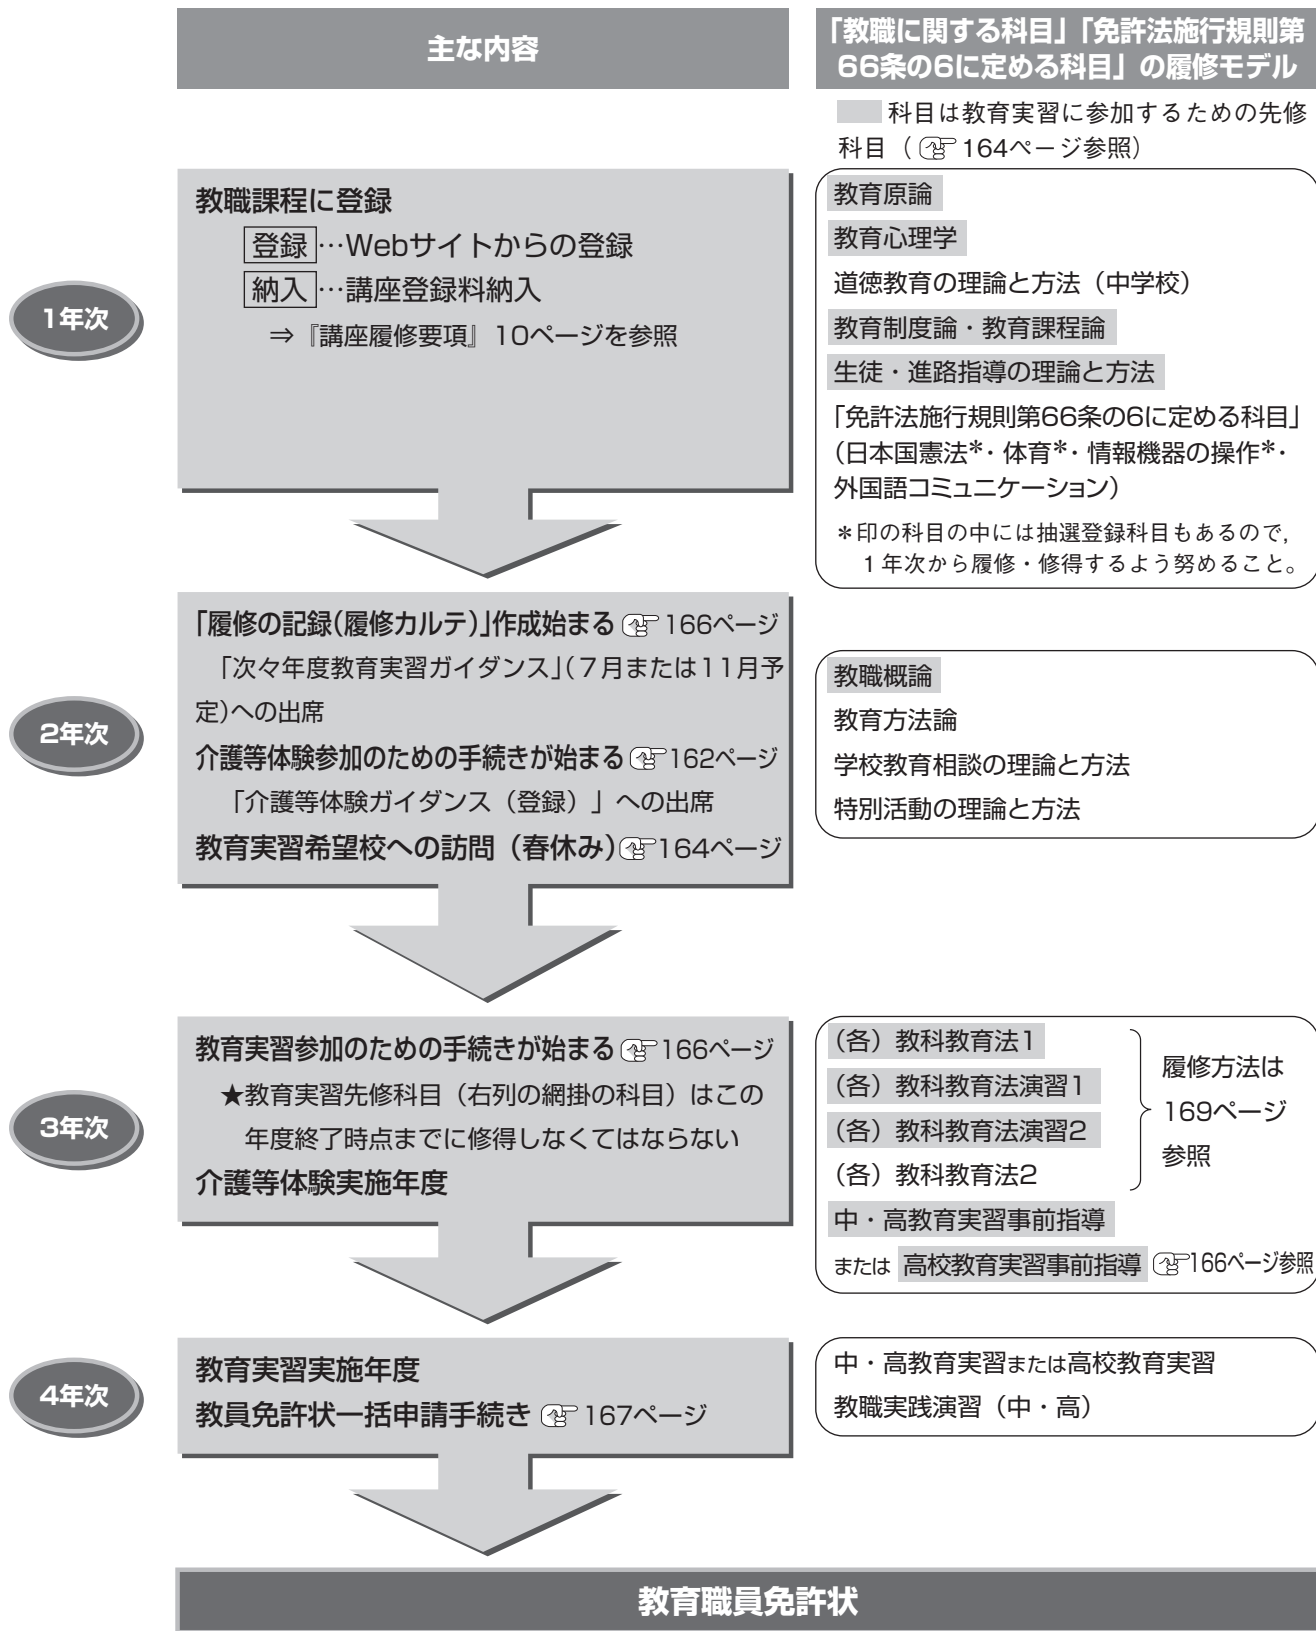 主な内容
「教職に関する科目」「免許法施行規則第
66条の6に定める科目」の履修モデル
科目は教育実習に参加するための先修
科目（☞164ページ参照）
1年次
教職課程に登録
登録…Webサイトからの登録
納入…講座登録料納入
⇒『講座履修要項』10ページを参照
教育原論
教育心理学
道徳教育の理論と方法（中学校）
教育制度論・教育課程論
生徒・進路指導の理論と方法
「免許法施行規則第66条の6に定める科目」
（日本国憲法*・体育*・情報機器の操作*・
外国語コミュニケーション）
＊印の科目の中には抽選登録科目もあるので，
1年次から履修・修得するよう努めること。
2年次
「履修の記録（履修カルテ）」作成始まる☞166ページ
「次々年度教育実習ガイダンス」（7月または11月予
定）への出席
介護等体験参加のための手続きが始まる☞162ページ
「介護等体験ガイダンス（登録）」への出席
教育実習希望校への訪問（春休み）☞164ページ
教職概論
教育方法論
学校教育相談の理論と方法
特別活動の理論と方法
3年次
教育実習参加のための手続きが始まる☞166ページ
★教育実習先修科目（右列の網掛の科目）はこの
年度終了時点までに修得しなくてはならない
介護等体験実施年度
（各）教科教育法1
（各）教科教育法演習1
（各）教科教育法演習2
（各）教科教育法2
履修方法は
169ページ
参照
中・高教育実習事前指導
または 高校教育実習事前指導 ☞166ページ参照
4年次
教育実習実施年度
教員免許状一括申請手続き☞167ページ
中・高教育実習または高校教育実習
教職実践演習（中・高）
教育職員免許状